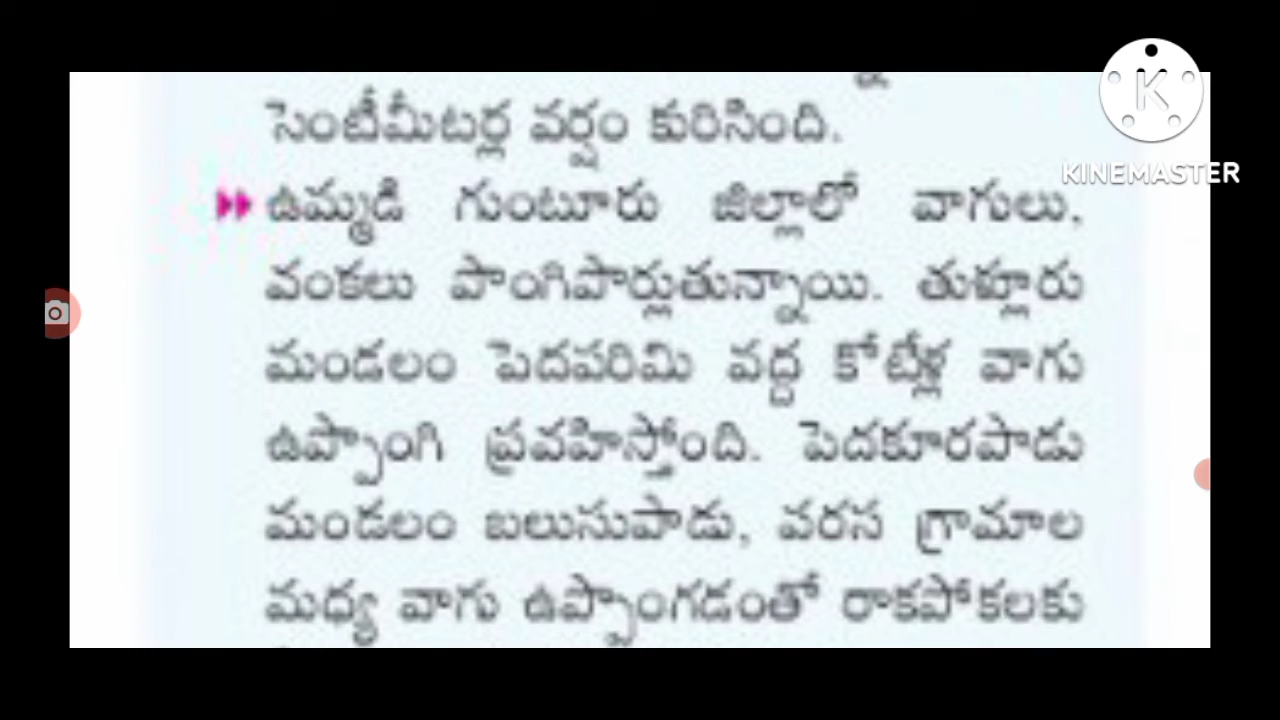 సెంటీమీటర్ల వర్షం కురిసింది.
KINEMASTER
ఉమ్మడి గుంటూరు జిల్లాలో వాగులు,
వంకలు పొంగిపొర్లుతున్నాయి. తుళ్లూరు
మండలం పెదపరిమి వద్ద కోటేళ్ల వాగు
ఉప్పొంగి ప్రవహిస్తోంది. పెదకూరపాడు
మండలం బలుసుపాడు, వరస గ్రామాల
మధ్య వాగు ఉప్పొంగడంతో రాకపోకలకు